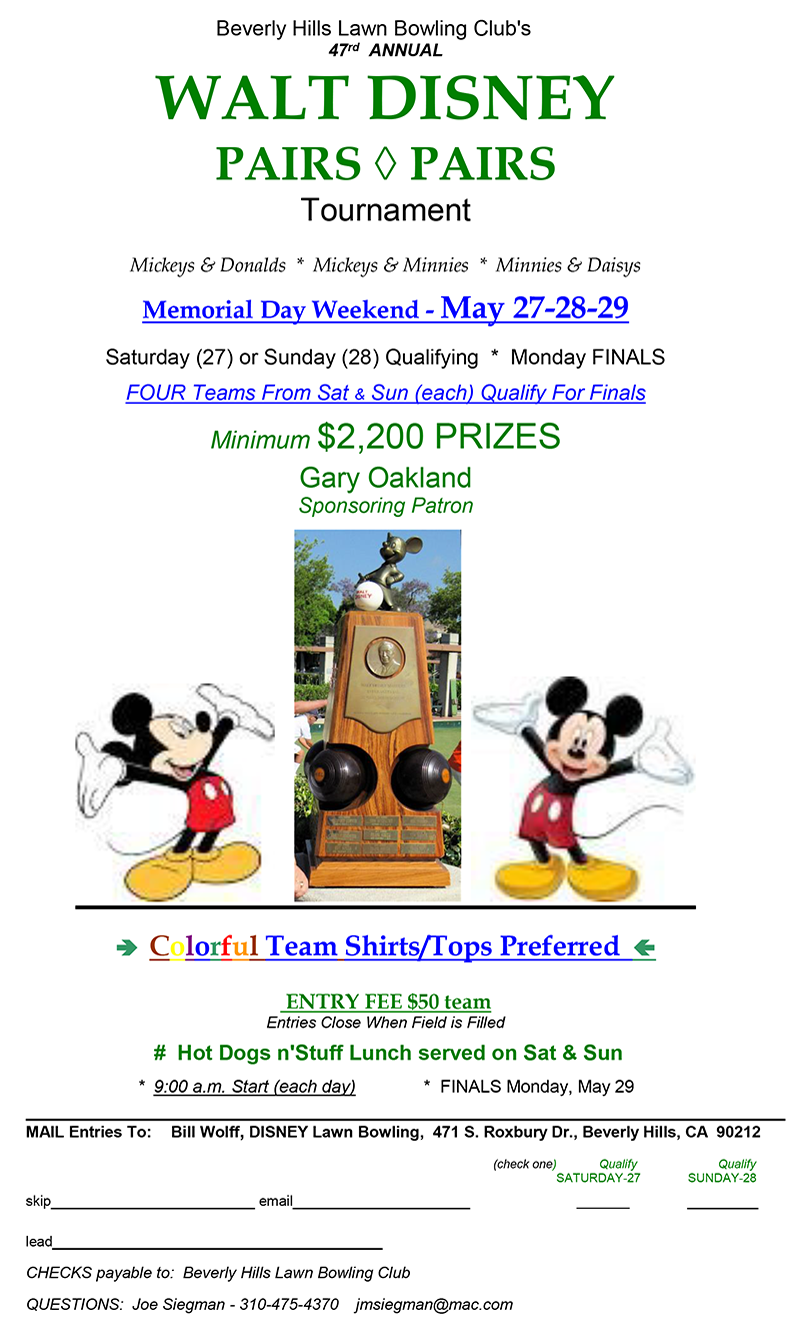 Beverly Hills Lawn Bowling Club's
47rd ANNUAL
WALT DISNEY
PAIRS ◊ PAIRS
Tournament
Mickeys & Donalds * Mickeys & Minnies * Minnies & Daisys
Memorial Day Weekend - May 27-28-29
Saturday (27) or Sunday (28) Qualifying * Monday FINALS
FOUR Teams From Sat & Sun (each) Qualify For Finals
Minimum $2,200 PRIZES
Gary Oakland
Sponsoring Patron
WALT
DISNEY
Colorful Team Shirts/Tops Preferred
ENTRY FEE $50 team
Entries Close When Field is Filled
# Hot Dogs n'Stuff Lunch served on Sat & Sun
* 9:00 a.m. Start (each day) * FINALS Monday, May 29
MAIL Entries To: Bill Wolff, DISNEY Lawn Bowling, 471 S. Roxbury Dr., Beverly Hills, CA 90212
(check one) Qualify Qualify
SATURDAY-27 SUNDAY-28
skip email
lead
CHECKS payable to: Beverly Hills Lawn Bowling Club
QUESTIONS: Joe Siegman - 310-475-4370 jmsiegman@mac.com